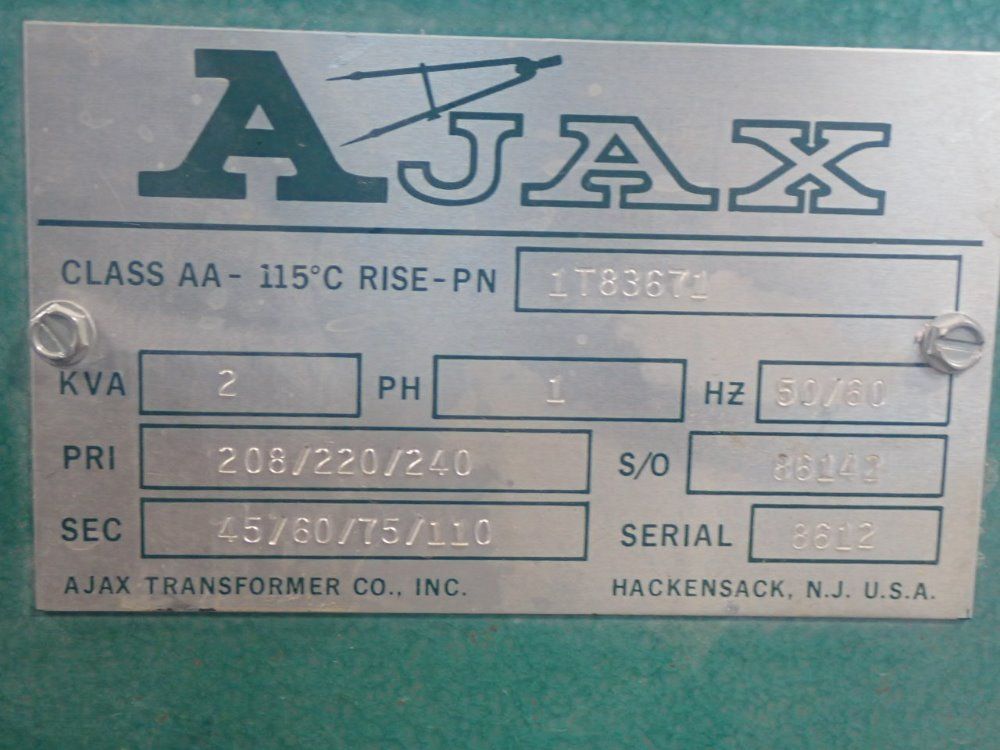 AJAX
CLASS AA - 115°C RISE - PN 1T83671
KVA 2 PH 1 HZ 50/60
PRI 208/220/240 S/O
SEC 45/60/75/110 SERIAL 8612
AJAX TRANSFORMER CO., INC. HACKENSACK, N.J. U.S.A.